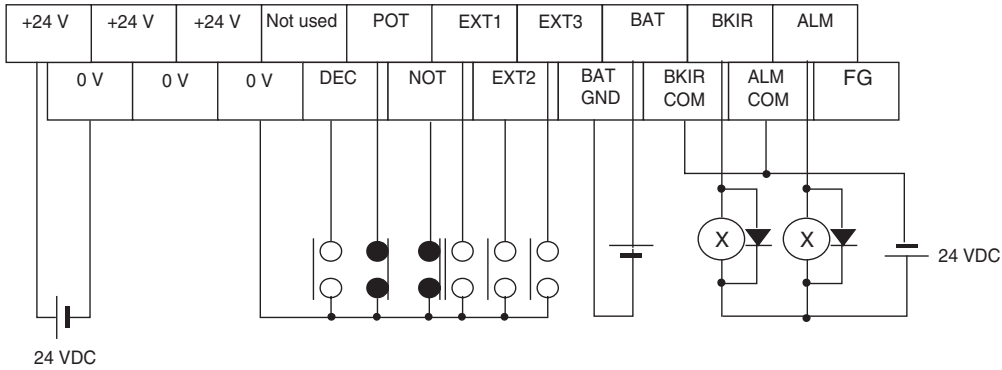 +24 V +24 V +24 V Not used POT EXT1 EXT3 BAT BKIR ALM
0 V 0 V 0 V DEC NOT EXT2 BAT GND BKIR COM ALM COM FG
X X
24 VDC
24 VDC